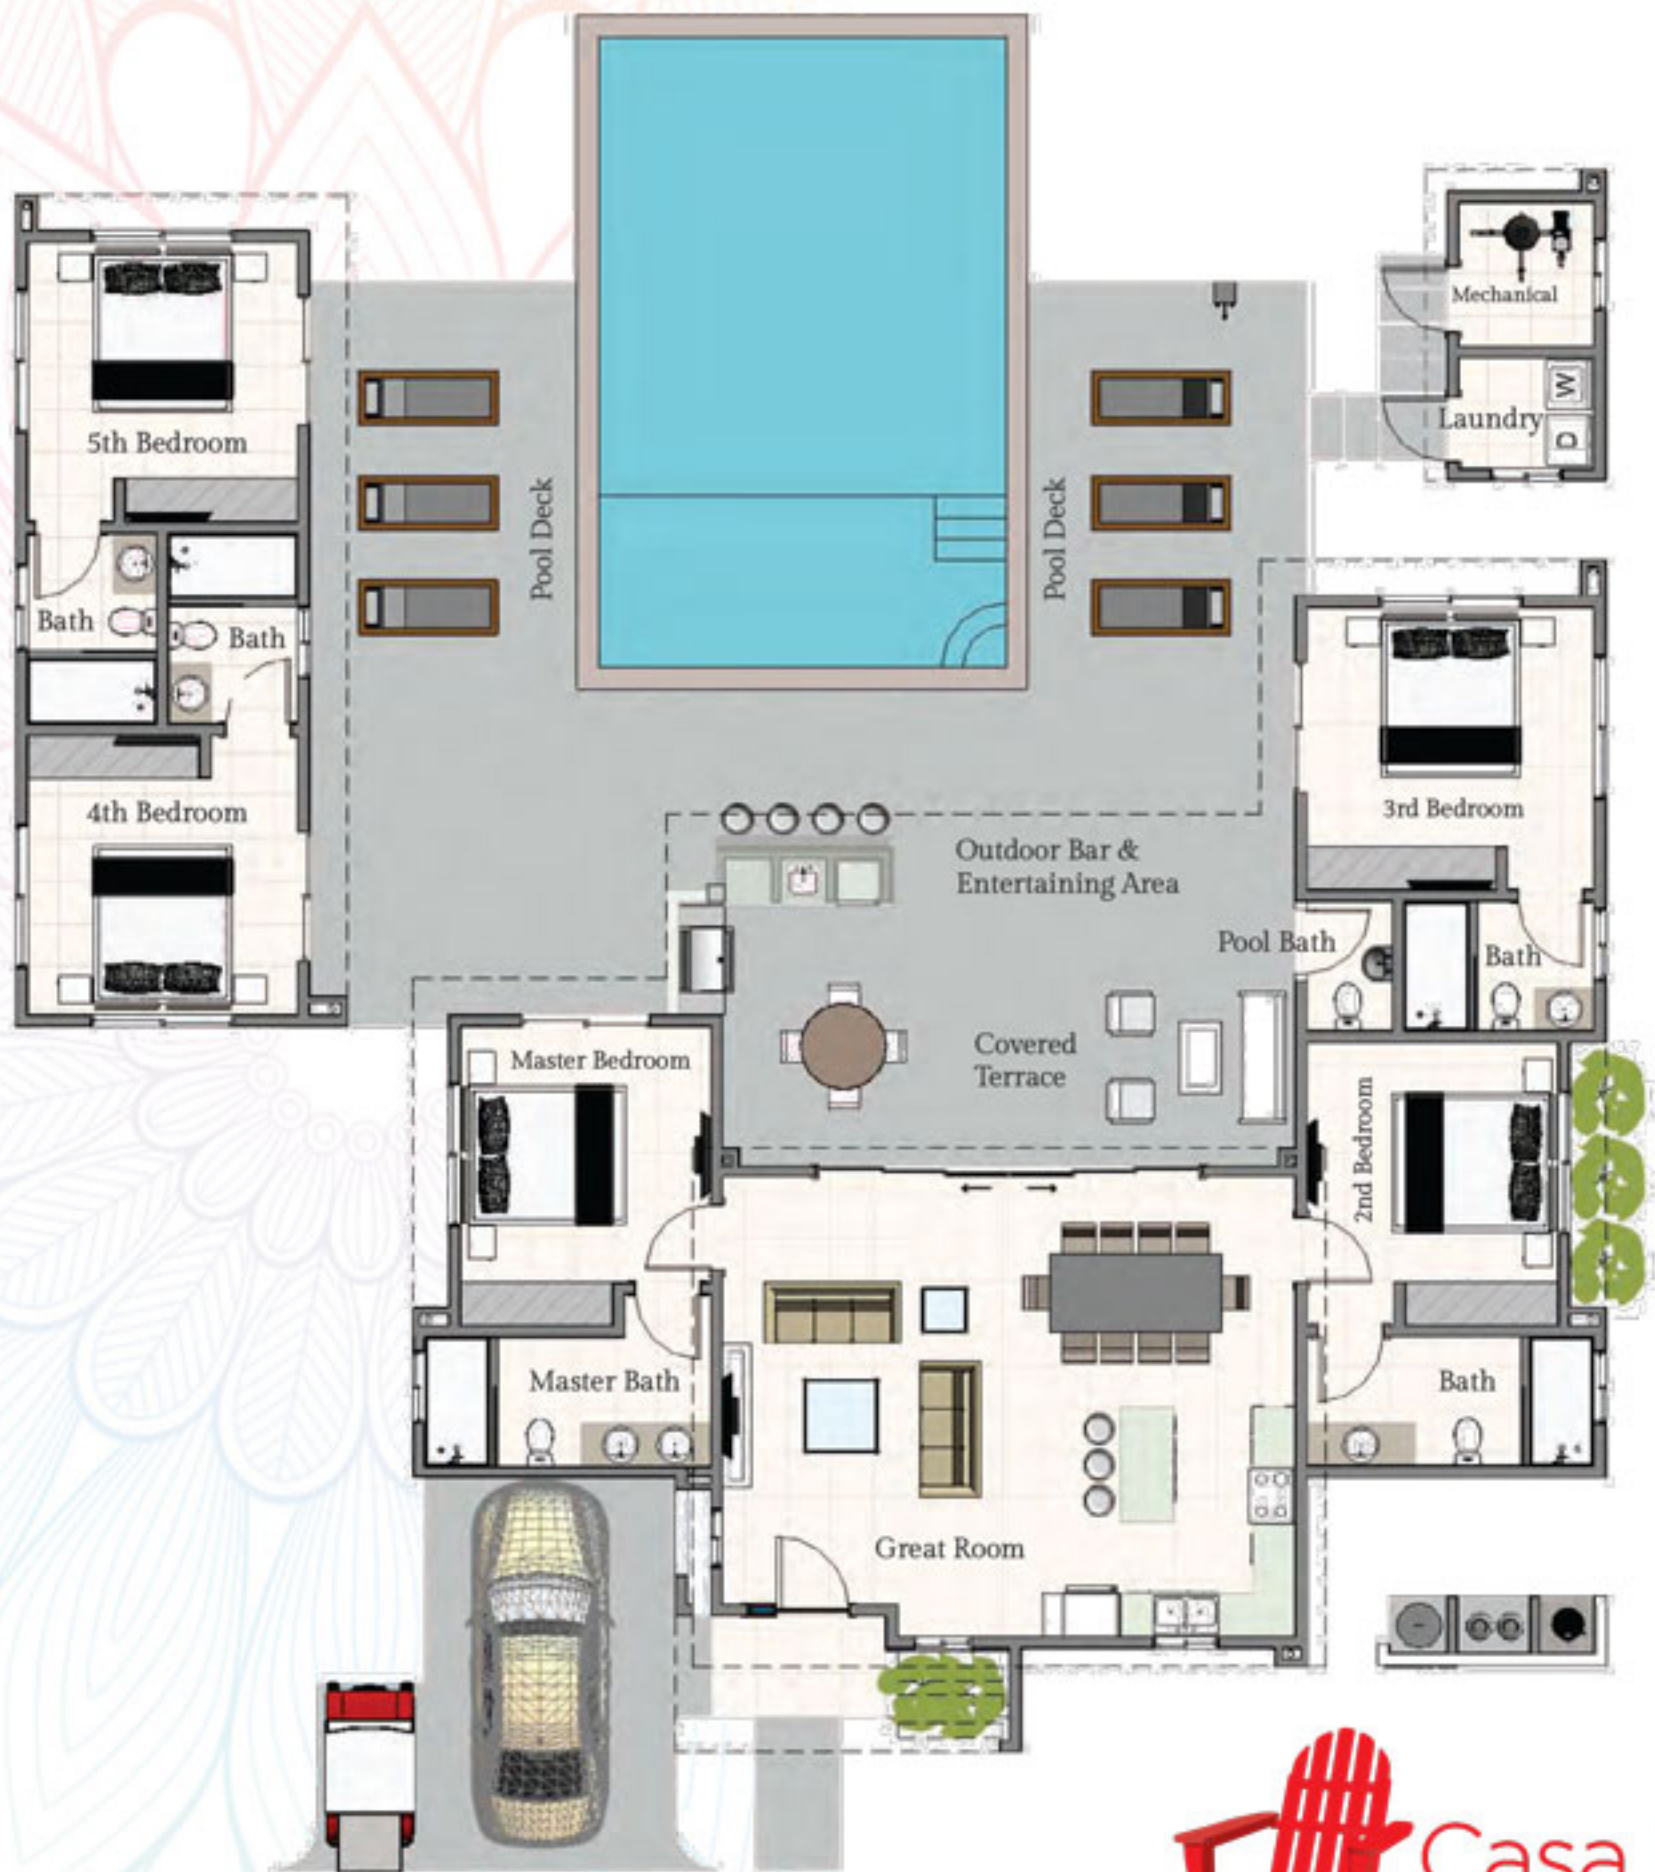 Mechanical
W
Laundry
D
5th Bedroom
Pool Deck
Pool Deck
Bath
Bath
4th Bedroom
3rd Bedroom
Outdoor Bar &
Entertaining Area
Pool Bath
Bath
Covered
Terrace
Master Bedroom
2nd Bedroom
Master Bath
Bath
Great Room
Casa